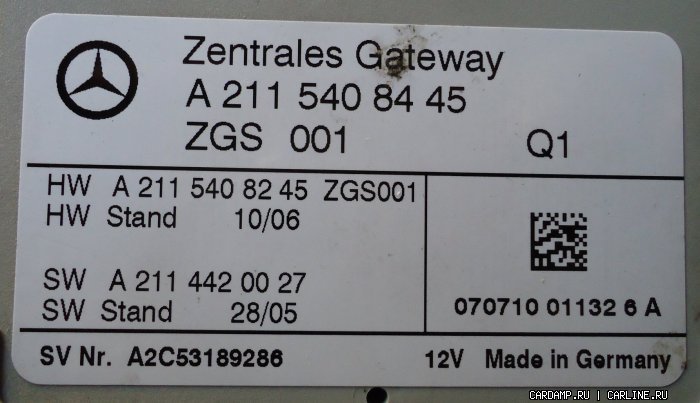 Zentrales Gateway
A 211 540 84 45
ZGS 001 Q1
HW A 211 540 82 45 ZGS001
HW Stand 10/06
SW A 211 442 00 27
SW Stand 28/05
070710 01132 6 A
SV Nr. A2C53189286 12V Made in Germany
CARDAMP.RU | CARLINE.RU